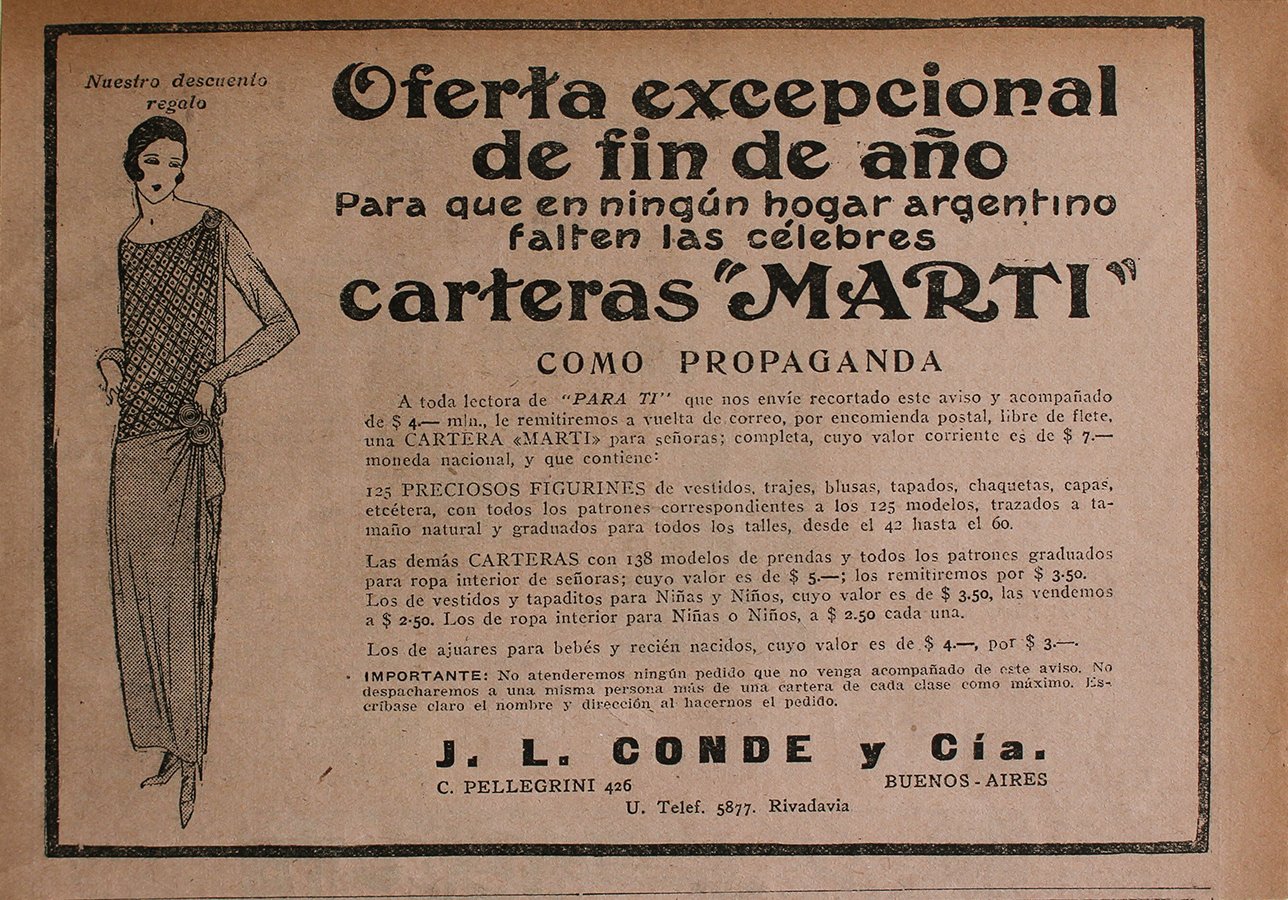 Nuestro descuento
regalo
Oferta excepcional
de fin de año
Para que en ningún hogar argentino
falten las célebres
carteras "MARTI"
COMO PROPAGANDA
A toda lectora de "PARA TI" que nos envíe recortado este aviso y acompañado
de $ 4.— m|n., le remitiremos a vuelta de correo, por encomienda postal, libre de flete,
una CARTERA «MARTI» para señoras; completa, cuyo valor corriente es de $ 7.—
moneda nacional, y que contiene:
125 PRECIOSOS FIGURINES de vestidos, trajes, blusas, tapados, chaquetas, capas,
etcétera, con todos los patrones correspondientes a los 125 modelos, trazados a ta-
maño natural y graduados para todos los talles, desde el 42 hasta el 60.
Las demás CARTERAS con 138 modelos de prendas y todos los patrones graduados
para ropa interior de señoras; cuyo valor es de $ 5.—; los remitiremos por $ 3.50.
Los de vestidos y tapaditos para Niñas y Niños, cuyo valor es de $ 3.50, las vendemos
a $ 2.50. Los de ropa interior para Niñas o Niños, a $ 2.50 cada una.
Los de ajuares para bebés y recién nacidos, cuyo valor es de $ 4.—, por $ 3.—.
IMPORTANTE: No atenderemos ningún pedido que no venga acompañado de este aviso. No
despacharemos a una misma persona más de una cartera de cada clase como máximo. Es-
críbase claro el nombre y dirección al hacernos el pedido.
J. L. CONDE y Cía.
C. PELLEGRINI 426 BUENOS-AIRES
U. Telef. 5877. Rivadavia